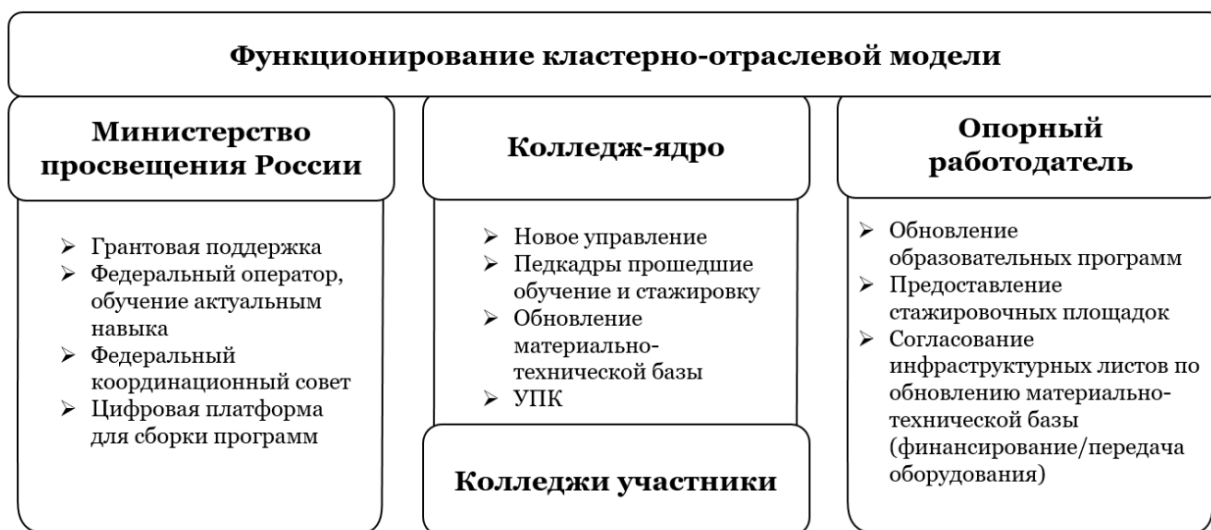 Функционирование кластерно-отраслевой модели
Министерство
просвещения России
➢ Грантовая поддержка
➢ Федеральный оператор,
обучение актуальным
навыка
➢ Федеральный
координационный совет
➢ Цифровая платформа
для сборки программ
Колледж-ядро
➢ Новое управление
➢ Педкадры прошедшие
обучение и стажировку
➢ Обновление
материально-
технической базы
➢ УПК
Колледжи участники
Опорный
работодатель
➢ Обновление
образовательных программ
➢ Предоставление
стажировочных площадок
➢ Согласование
инфраструктурных листов по
обновлению материально-
технической базы
(финансирование/передача
оборудования)